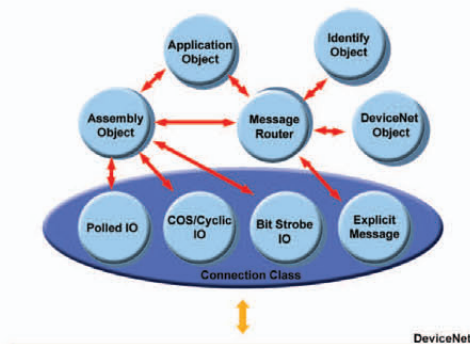 Application
Object
Identify
Object
Assembly
Object
Message
Router
DeviceNet
Object
Polled IO
COS/Cyclic
IO
Bit Strobe
IO
Explicit
Message
Connection Class
DeviceNet